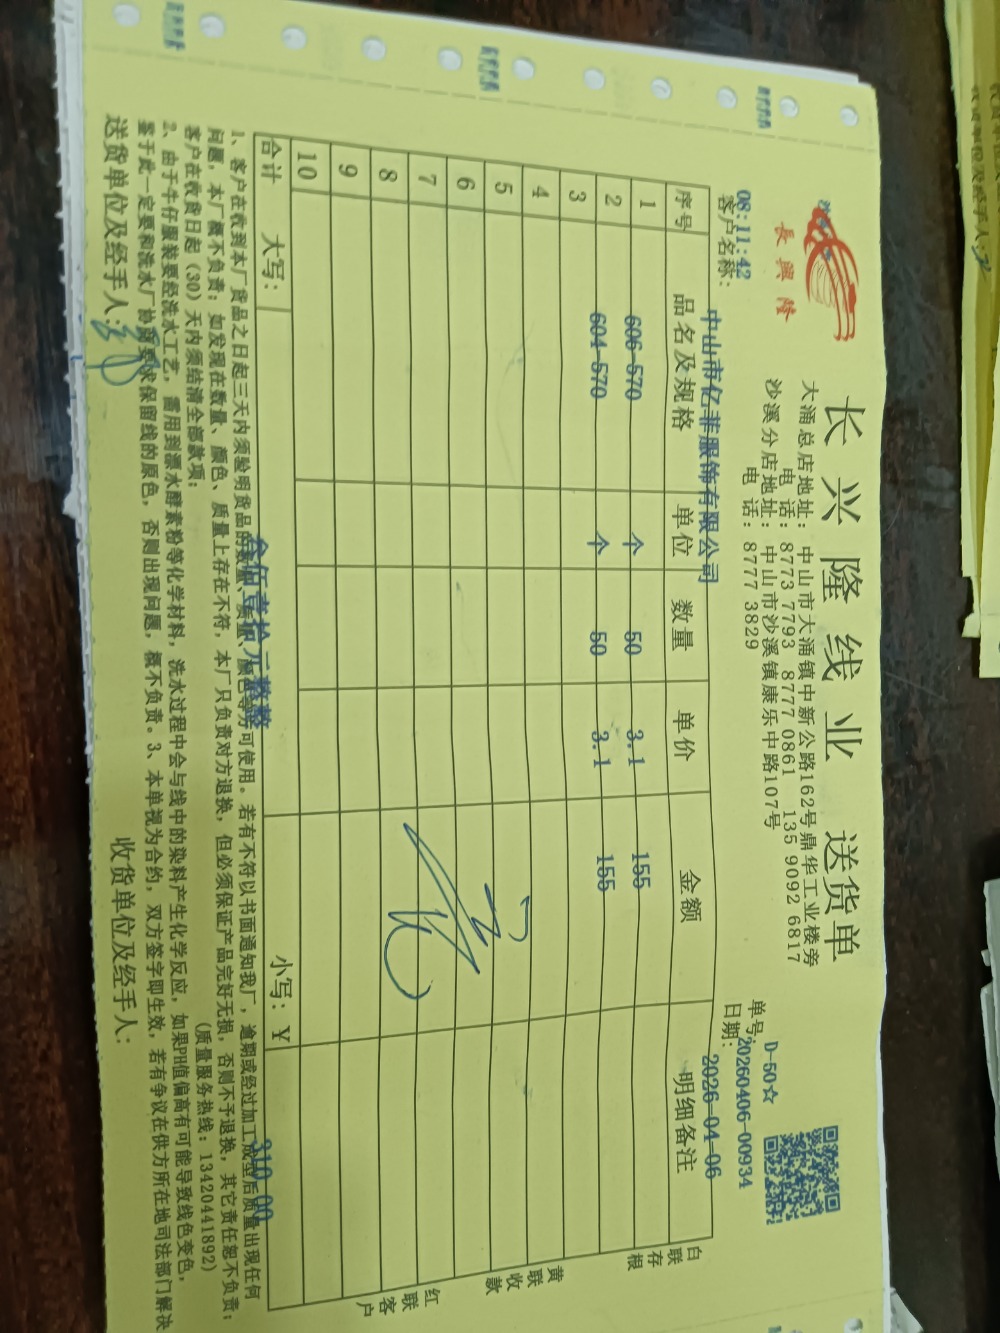 長興隆
长兴隆线业 送货单
大涌总店地址: 中山市大涌镇中新公路162号鼎华工业楼旁
电 话: 8773 7793 8777 0861 135 9092 6817
沙溪分店地址: 中山市沙溪镇康乐中路107号
电 话: 8777 3829
D-50☆
单号: 20260406-00934
08:11:42
日期: 2026-04-06
客户名称: 中山市亿菲服饰有限公司
序号 品名及规格 单位 数量 单价 金额 明细备注
1 606-570 个 50 3.1 155
2 604-570 个 50 3.1 155
3
4
5
6
7
8
9
10
合计 大写: 叁佰壹拾元整整 小写: ¥ 310.00
白联存根
黄联收款
红联客户
1、客户在收到本厂货品之日起三天内须验明货品的数量、质量、颜色等方可使用。若有不符以书面通知我厂，逾期或经过加工成型后质量出现任何
问题，本厂概不负责；如发现在数量、颜色、质量上存在不符，本厂只负责对方退换，但必须保证产品完好无损，否则不予退换，其它责任恕不负责；
客户在收货日起（30）天内须结清全部款项； (质量服务热线: 13420441892)
2、由于牛仔服装要经洗水工艺，需用到漂水酵素粉等化学材料，洗水过程中会与线中的染料产生化学反应，如果PH值偏高有可能导致线色变色，
鉴于此一定要和洗水厂协商要求保留线的原色，否则出现问题，概不负责。3、本单视为合约，双方签字即生效，若有争议在供方所在地司法部门解决
送货单位及经手人: 收货单位及经手人: